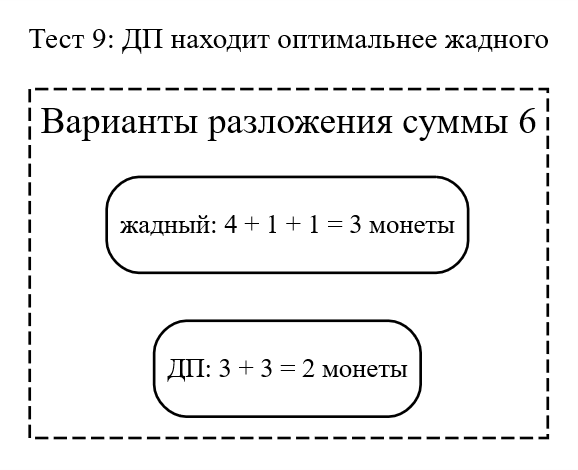 Тест 9: ДП находит оптимальнее жадного
Варианты разложения суммы 6
жадный: 4 + 1 + 1 = 3 монеты
ДП: 3 + 3 = 2 монеты